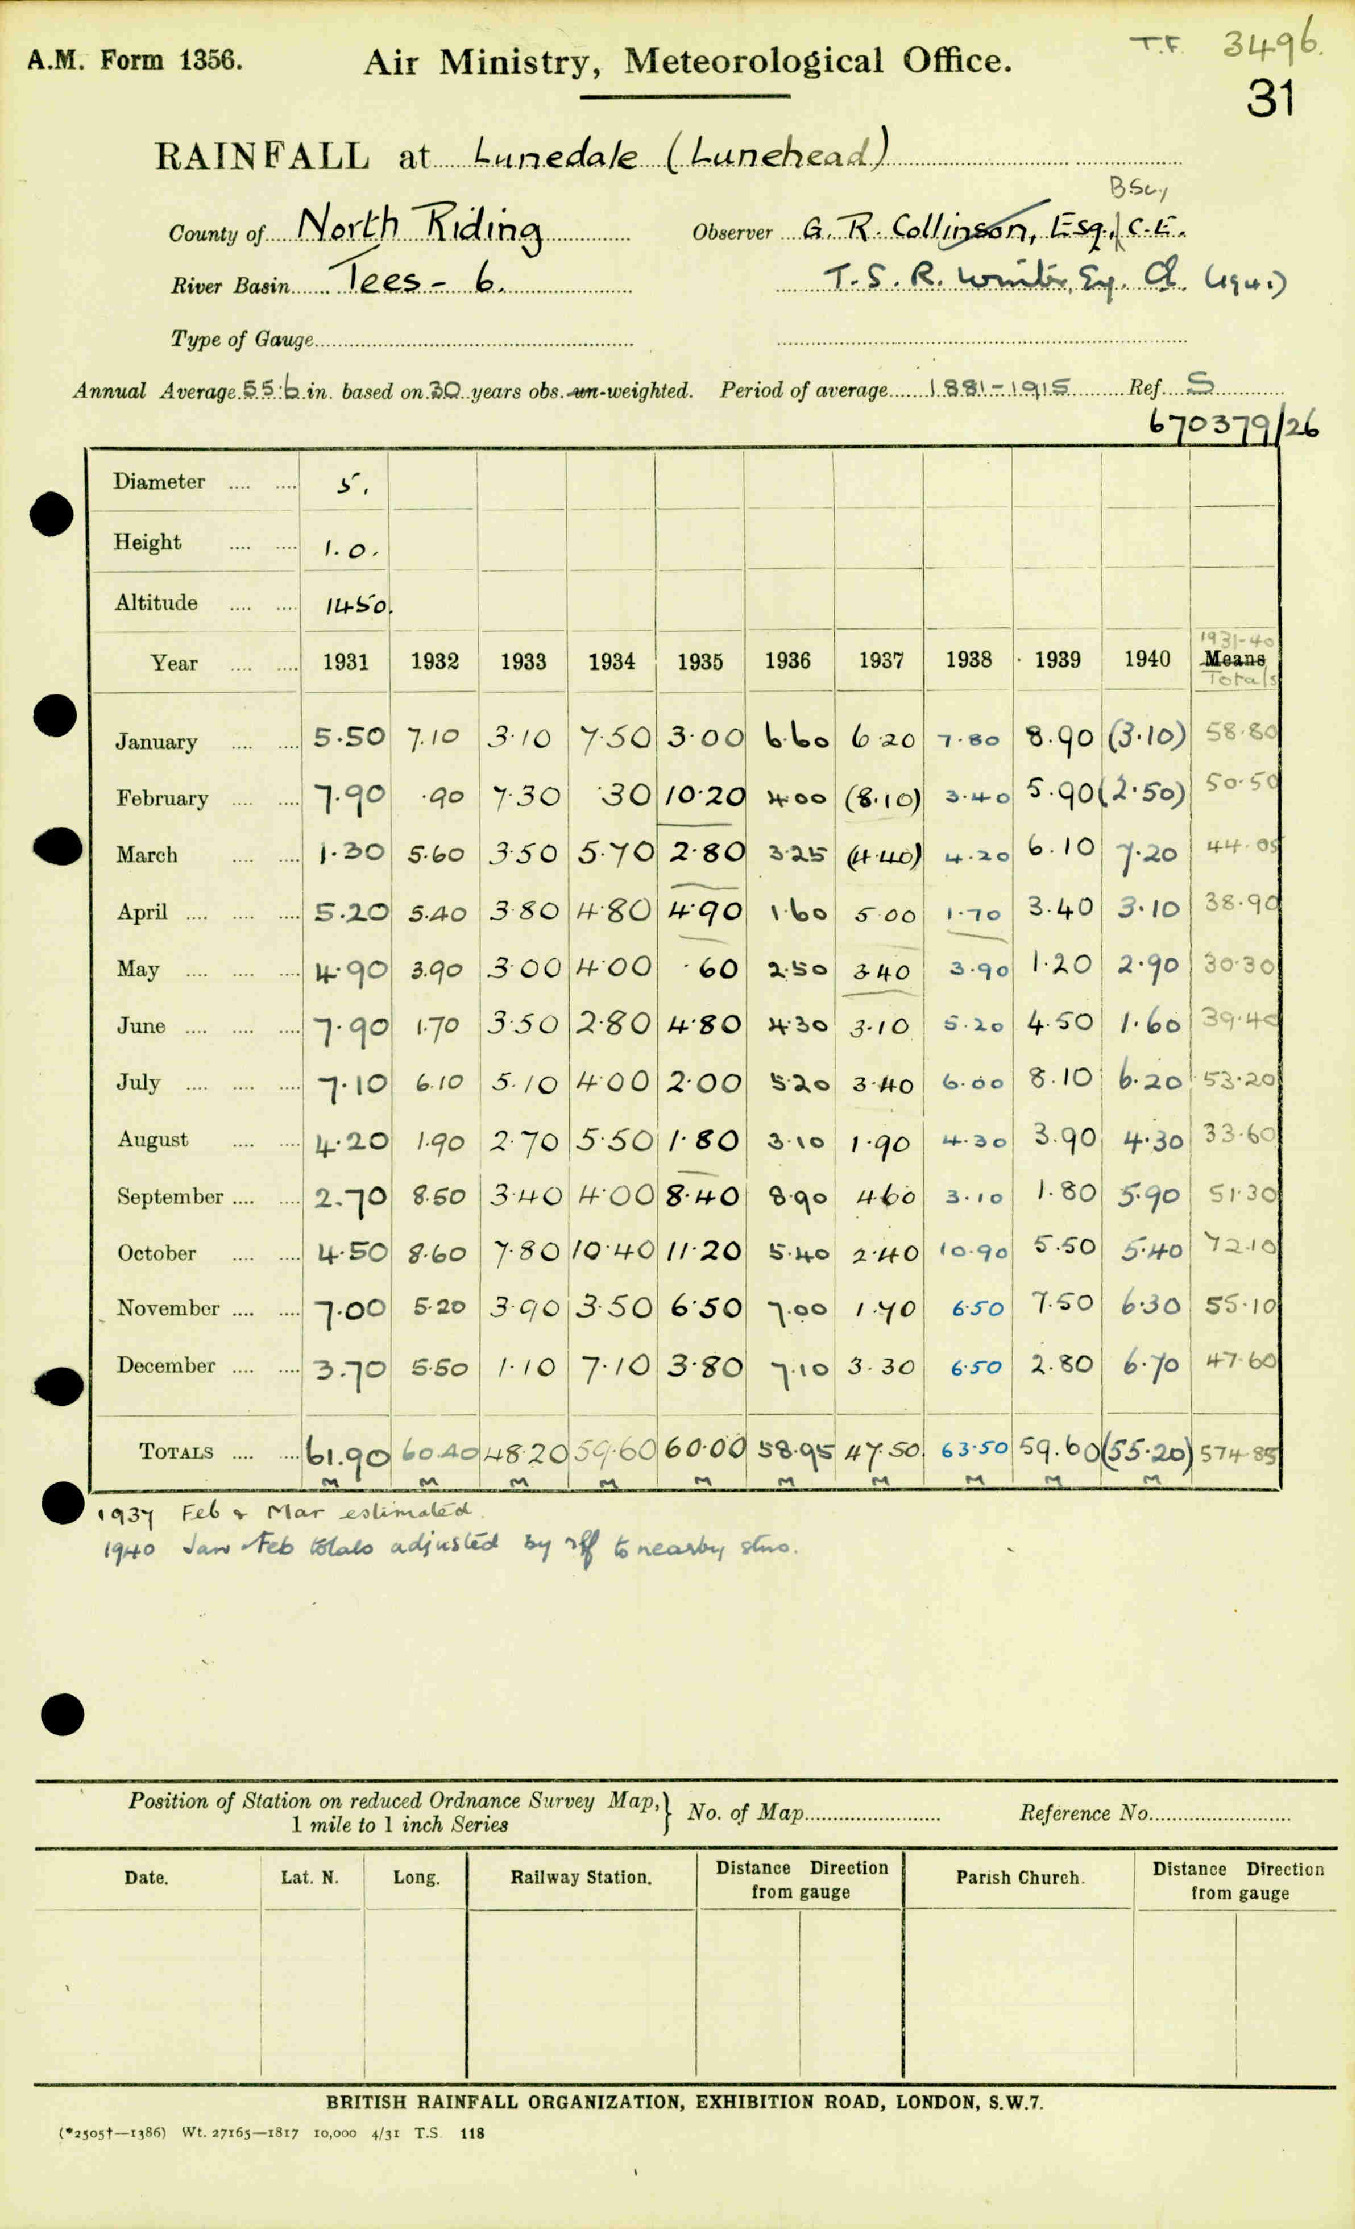 T.F. 3496.
A.M. Form 1356. Air Ministry, Meteorological Office.
31
RAINFALL at Lunedale (Lunehead)
BSc,
County of North Riding Observer G. R. Collinson, Esq., C.E.
River Basin Tees - 6. T. S. R. Winter, Esq. (1941)
Type of Gauge
Annual Average 55.6 in. based on 30 years obs. un-weighted. Period of average 1881-1915 Ref. S
670379/26
Diameter 5.
Height 1.0.
Altitude 1450.
1931-40
Year 1931 1932 1933 1934 1935 1936 1937 1938 1939 1940 Means
Totals
January 5.50 7.10 3.10 7.50 3.00 6.60 6.20 7.80 8.90 (3.10) 58.80
February 7.90 .90 7.30 .30 10.20 4.00 (8.10) 3.40 5.90 (2.50) 50.50
March 1.30 5.60 3.50 5.70 2.80 3.25 (4.40) 4.20 6.10 7.20 44.05
April 5.20 5.40 3.80 4.80 4.90 1.60 5.00 1.70 3.40 3.10 38.90
May 4.90 3.90 3.00 4.00 .60 2.50 3.40 3.90 1.20 2.90 30.30
June 7.90 1.70 3.50 2.80 4.80 4.30 3.10 5.20 4.50 1.60 39.40
July 7.10 6.10 5.10 4.00 2.00 5.20 3.40 6.00 8.10 6.20 53.20
August 4.20 1.90 2.70 5.50 1.80 3.10 1.90 4.30 3.90 4.30 33.60
September 2.70 8.50 3.40 4.00 8.40 8.90 4.60 3.10 1.80 5.90 51.30
October 4.50 8.60 7.80 10.40 11.20 5.40 2.40 10.90 5.50 5.40 72.10
November 7.00 5.20 3.90 3.50 6.50 7.00 1.70 6.50 7.50 6.30 55.10
December 3.70 5.50 1.10 7.10 3.80 7.10 3.30 6.50 2.80 6.70 47.60
TOTALS 61.90 60.40 48.20 59.60 60.00 58.95 47.50 63.50 59.60 (55.20) 574.85
M M M M M M M M M M
1937 Feb & Mar estimated
1940 Jan & Feb totals adjusted by ref to nearby stns.
Position of Station on reduced Ordnance Survey Map, } No. of Map Reference No.
1 mile to 1 inch Series
Date. Lat. N. Long. Railway Station. Distance Direction from gauge Parish Church. Distance Direction from gauge
BRITISH RAINFALL ORGANIZATION, EXHIBITION ROAD, LONDON, S.W.7.
(*2505†—1386) Wt. 27165—1817 10,000 4/31 T.S. 118